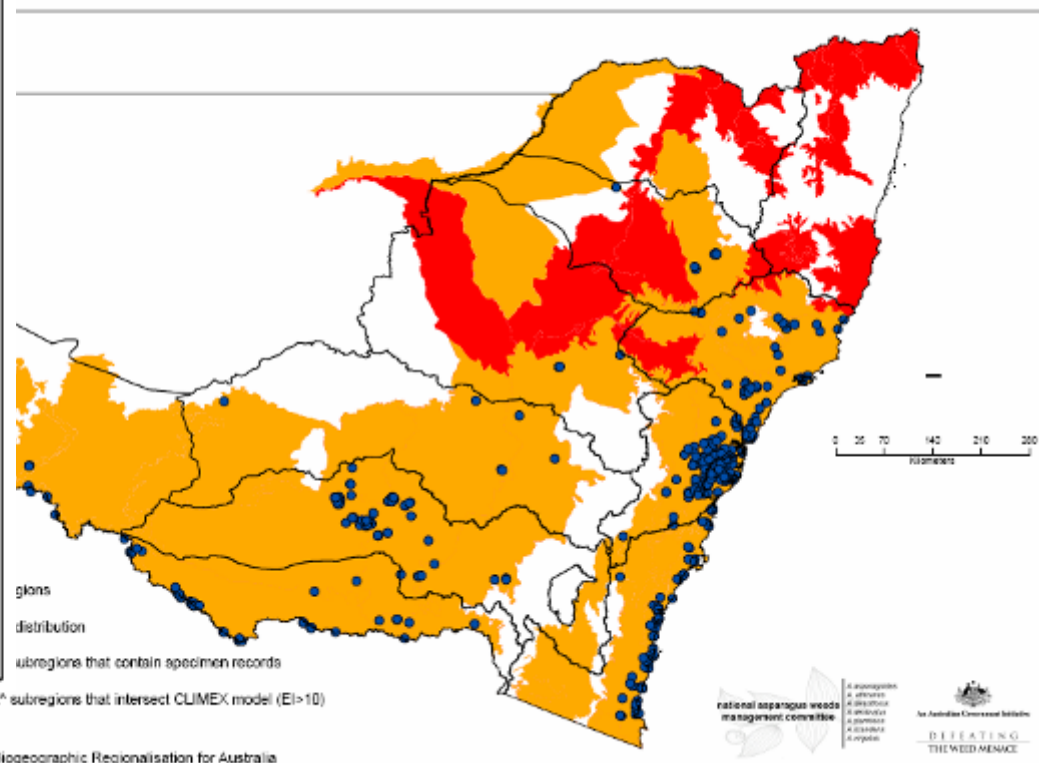 0 35 70 140 210 280
Kilometers
gions
distribution
ubregions that contain specimen records
^ subregions that intersect CLIMEX model (EI>10)
iogeographic Regionalisation for Australia
national asparagus weeds
management committee
An Australian Government Initiative
DEFEATING
THE WEED MENACE